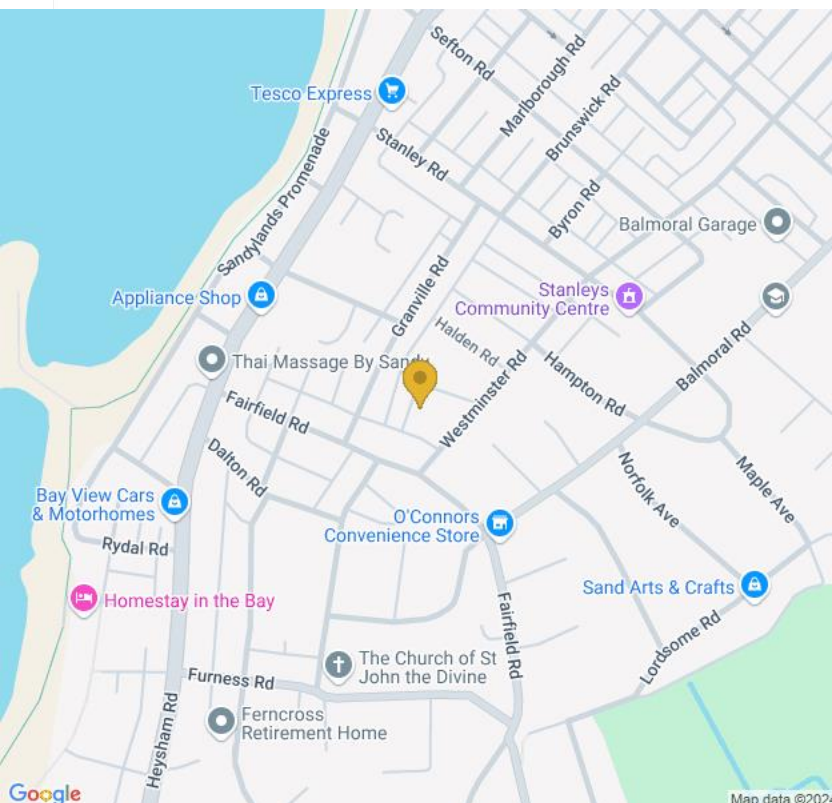 Sefton Rd
Marlborough Rd
Brunswick Rd
Tesco Express
Stanley Rd
Sandylands Promenade
Byron Rd
Balmoral Garage
Granville Rd
Stanleys
Community Centre
Appliance Shop
Halden Rd
Balmoral Rd
Thai Massage By Sandy
Westminster Rd
Hampton Rd
Fairfield Rd
Dalton Rd
Norfolk Ave
Maple Ave
Bay View Cars
& Motorhomes
O'Connors
Convenience Store
Rydal Rd
Sand Arts & Crafts
Homestay in the Bay
Fairfield Rd
Lordsome Rd
The Church of St
John the Divine
Furness Rd
Heysham Rd
Ferncross
Retirement Home
Google
Map data ©2024